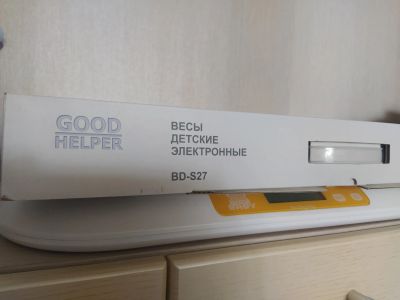 GOOD
HELPER
ВЕСЫ
ДЕТСКИЕ
ЭЛЕКТРОННЫЕ
BD-S27